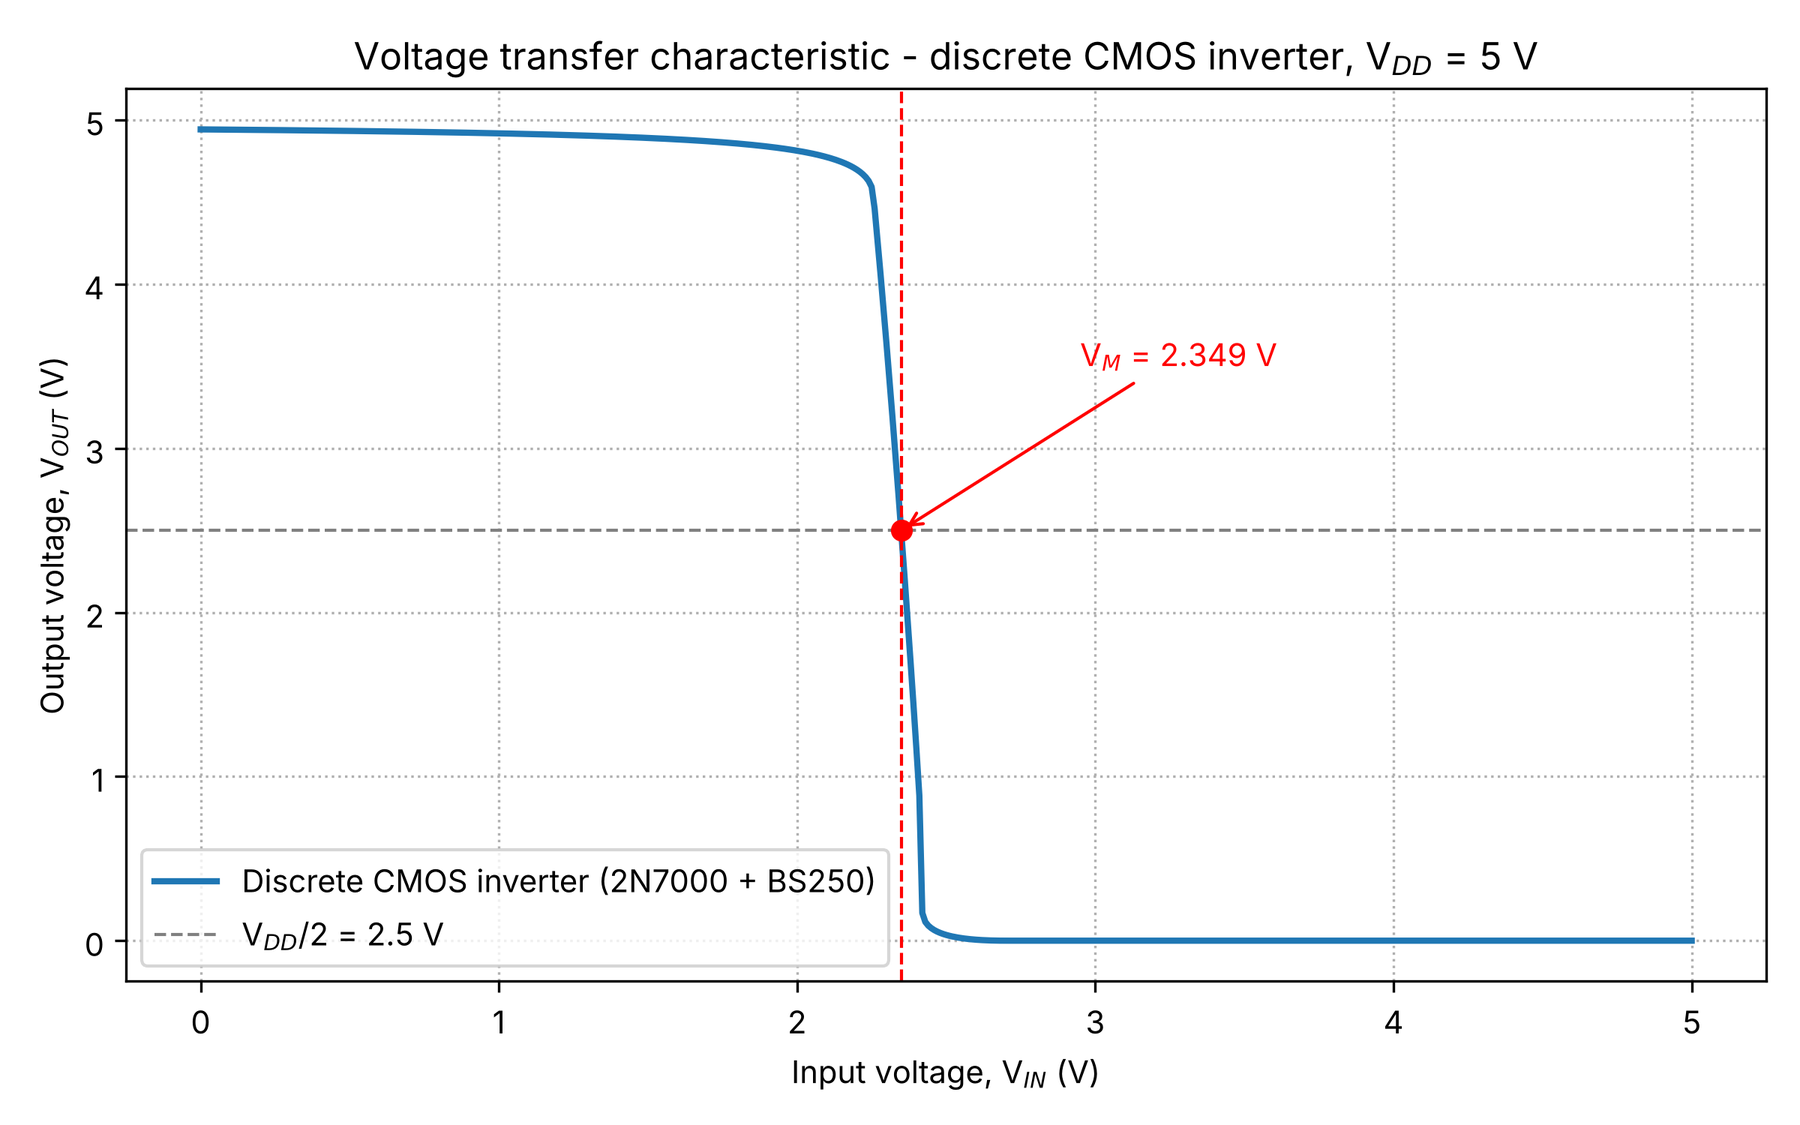 Voltage transfer characteristic - discrete CMOS inverter, V_DD = 5 V
Output voltage, V_OUT (V)
5
4
3
2
1
0
V_M = 2.349 V
Discrete CMOS inverter (2N7000 + BS250)
V_DD/2 = 2.5 V
0 1 2 3 4 5
Input voltage, V_IN (V)